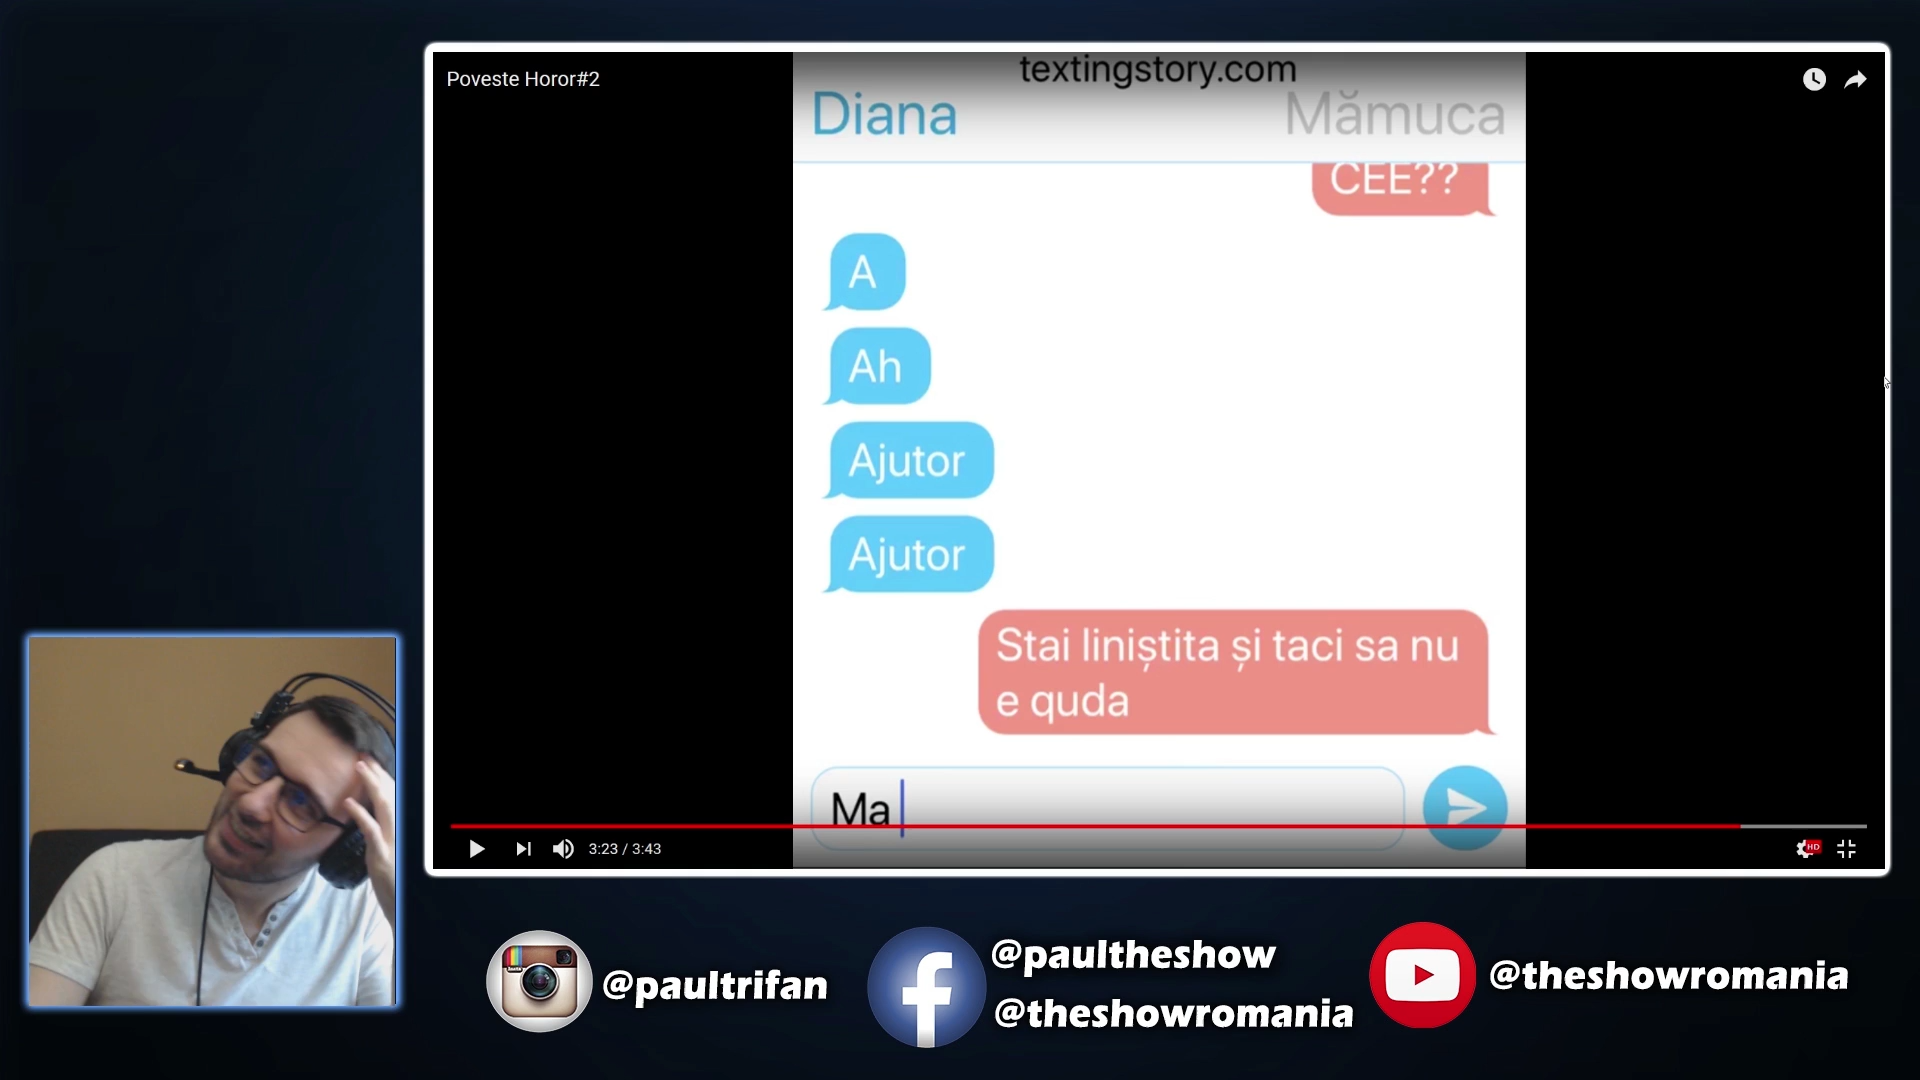 Poveste Horor#2
textingstory.com
Diana
Mămuca
CEE??
A
Ah
Ajutor
Ajutor
Stai liniștita și taci sa nu
e quda
Ma
3:23 / 3:43
HD
@paultrifan
@paultheshow
@theshowromania
@theshowromania